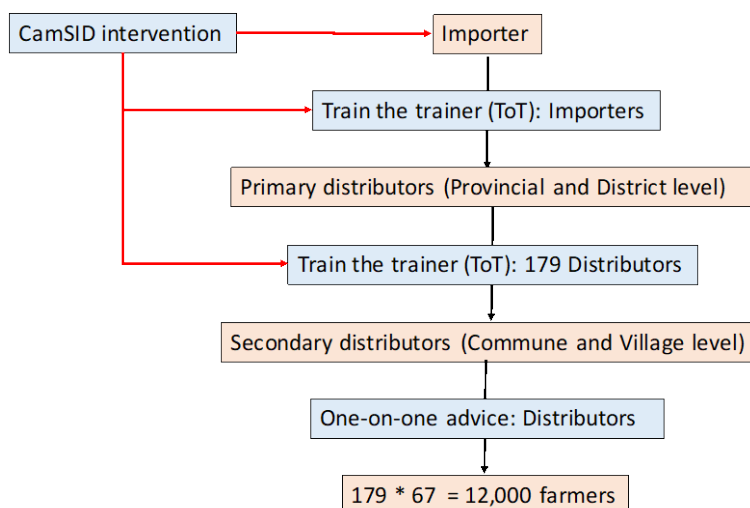 CamSID intervention
Importer
Train the trainer (ToT): Importers
Primary distributors (Provincial and District level)
Train the trainer (ToT): 179 Distributors
Secondary distributors (Commune and Village level)
One-on-one advice: Distributors
179 * 67 = 12,000 farmers